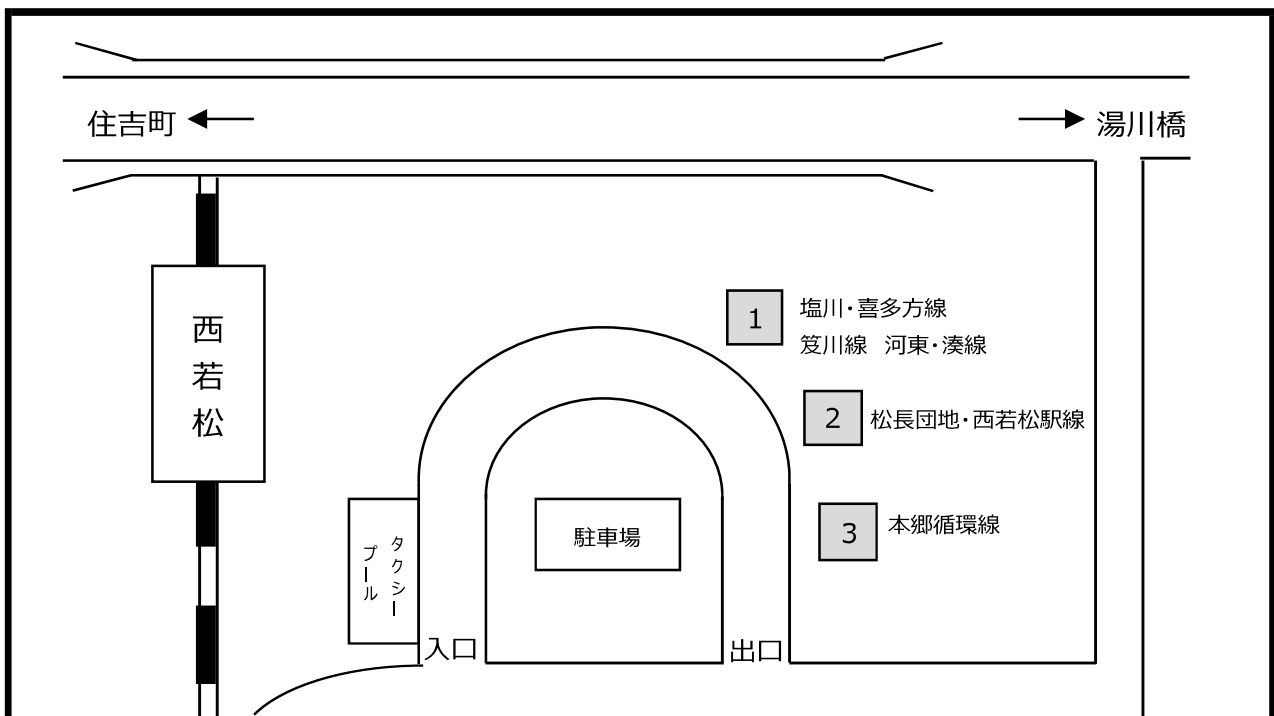 住吉町
湯川橋
西若松
1
塩川・喜多方線
笈川線 河東・湊線
2
松長団地・西若松駅線
3
本郷循環線
駐車場
タクシー
プール
入口
出口